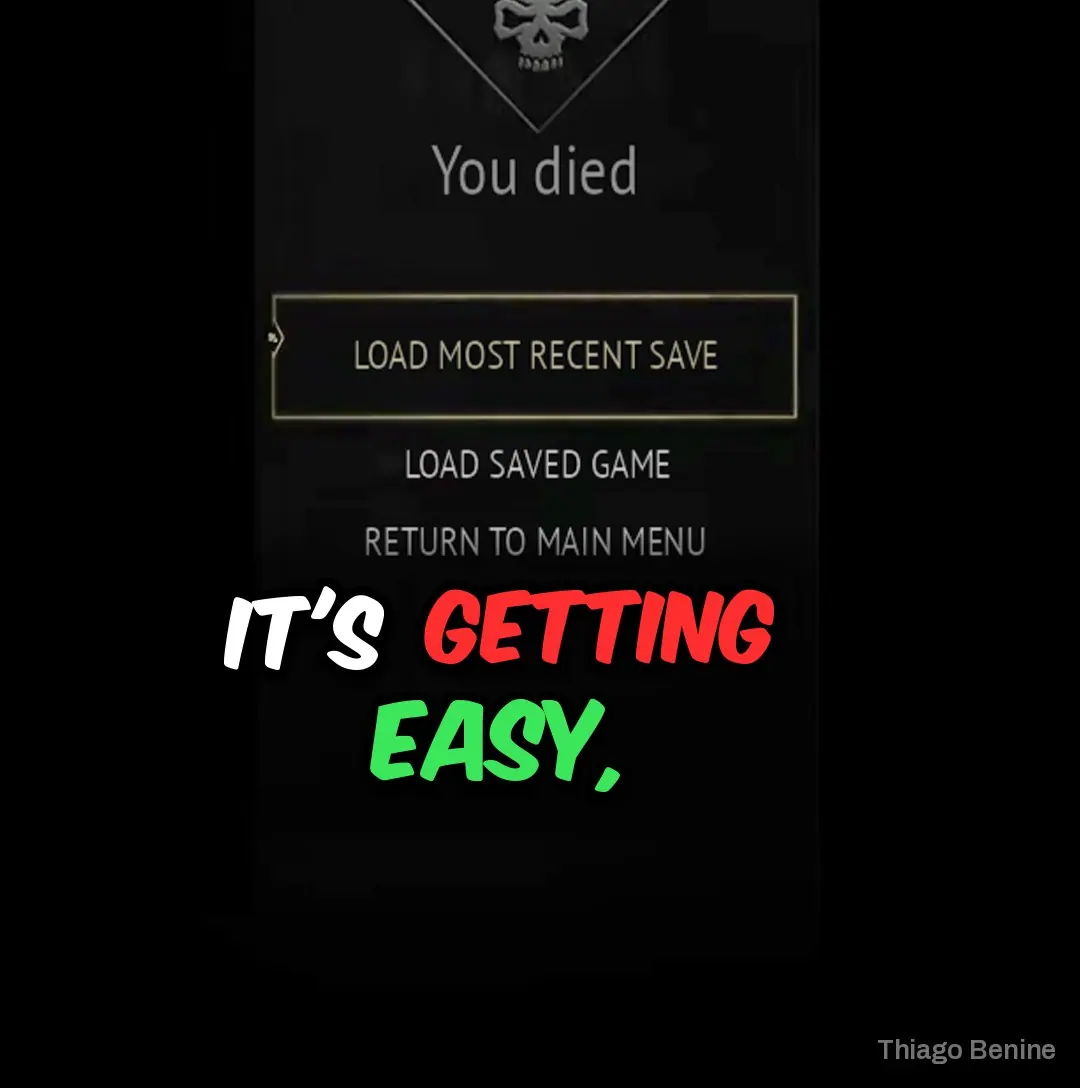 You died
LOAD MOST RECENT SAVE
LOAD SAVED GAME
RETURN TO MAIN MENU
IT'S GETTING
EASY,
Thiago Benine